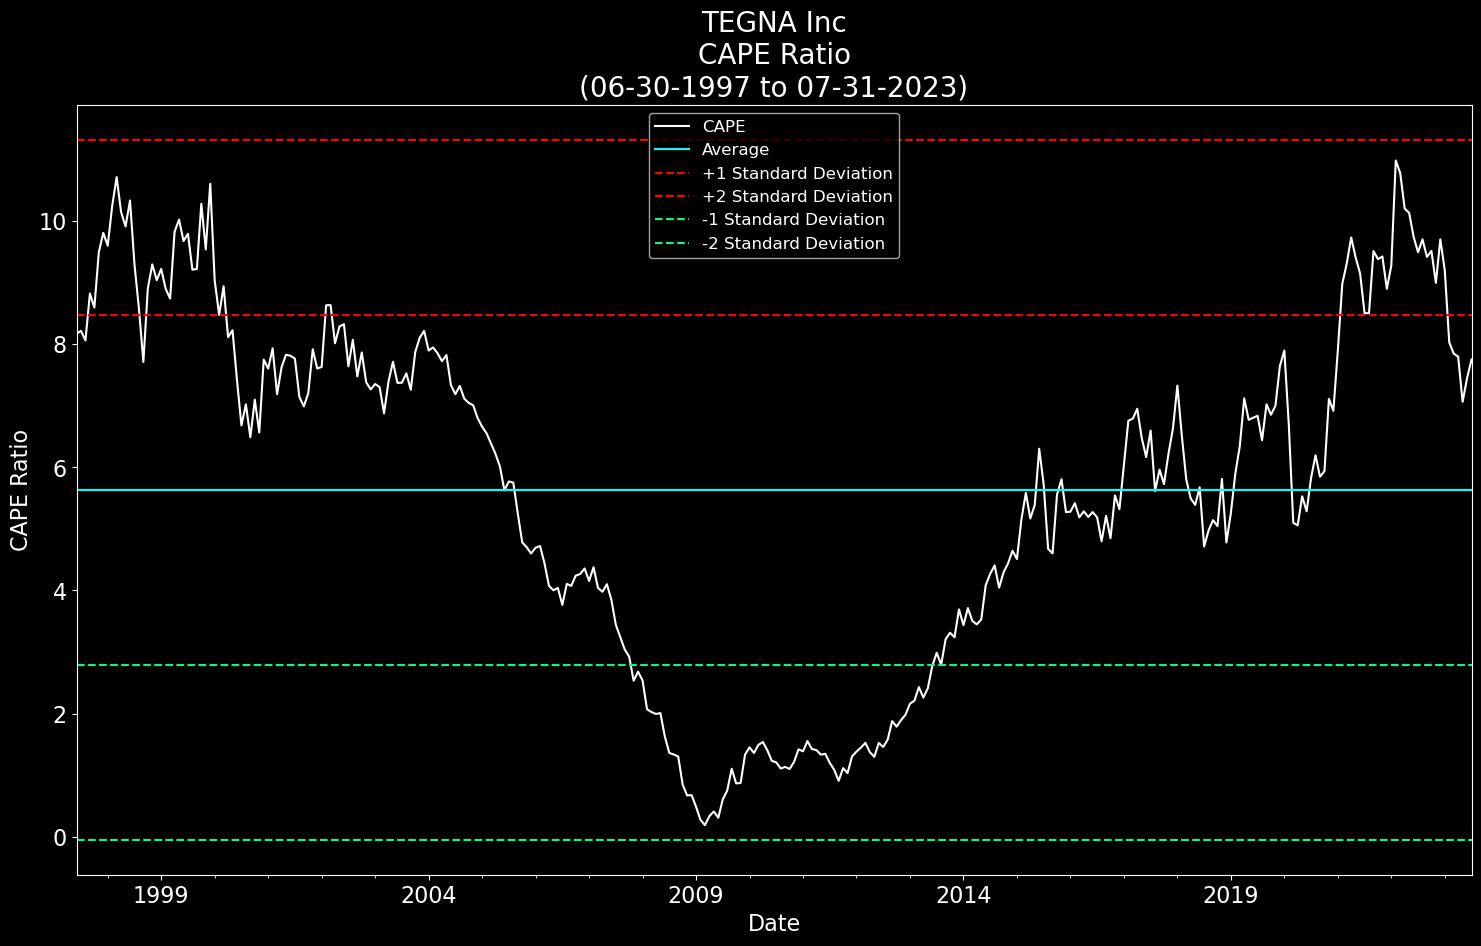 TEGNA Inc
CAPE Ratio
(06-30-1997 to 07-31-2023)
CAPE
Average
+1 Standard Deviation
+2 Standard Deviation
-1 Standard Deviation
-2 Standard Deviation
10
8
6
4
2
0
CAPE Ratio
1999 2004 2009 2014 2019
Date